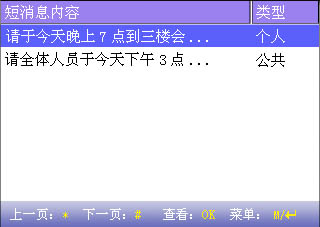 短消息内容 类型
请于今天晚上7点到三楼会... 个人
请全体人员于今天下午3点... 公共
上一页：* 下一页：# 查看：OK 菜单：M/↵